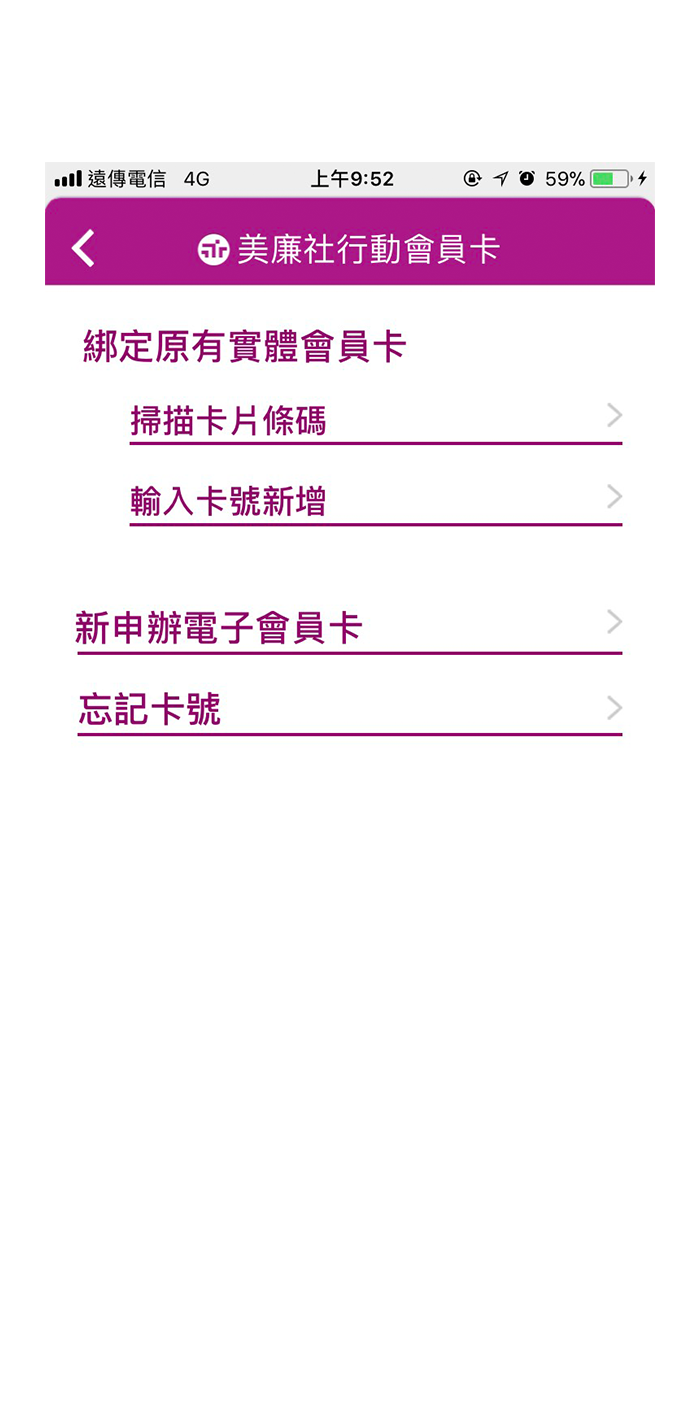 遠傳電信 4G 上午9:52 59%
美廉社行動會員卡
綁定原有實體會員卡
掃描卡片條碼
輸入卡號新增
新申辦電子會員卡
忘記卡號